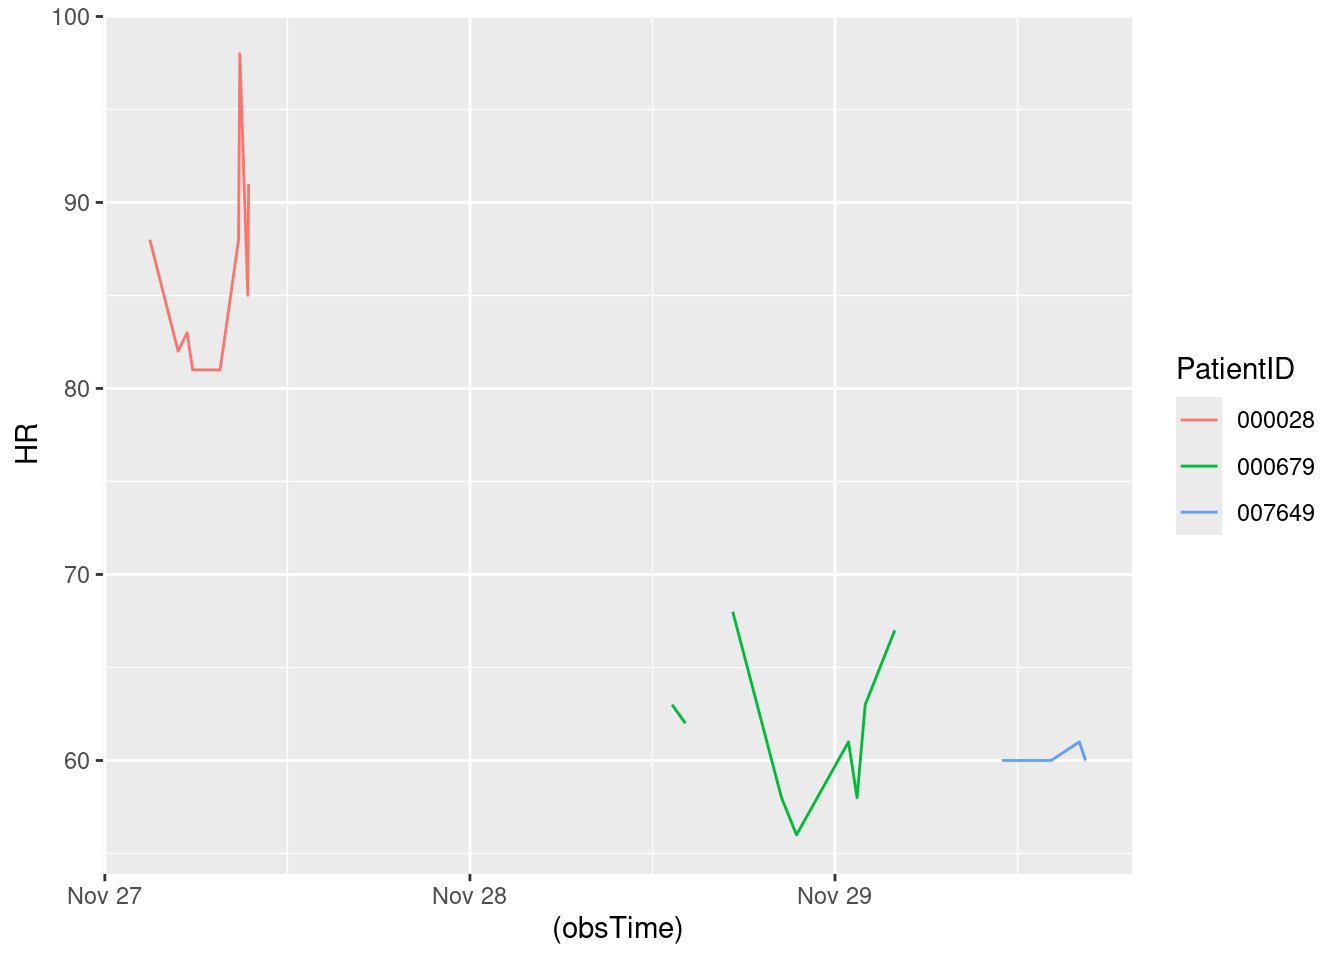 100
90
80
70
60
HR
Nov 27
Nov 28
Nov 29
(obsTime)
PatientID
000028
000679
007649